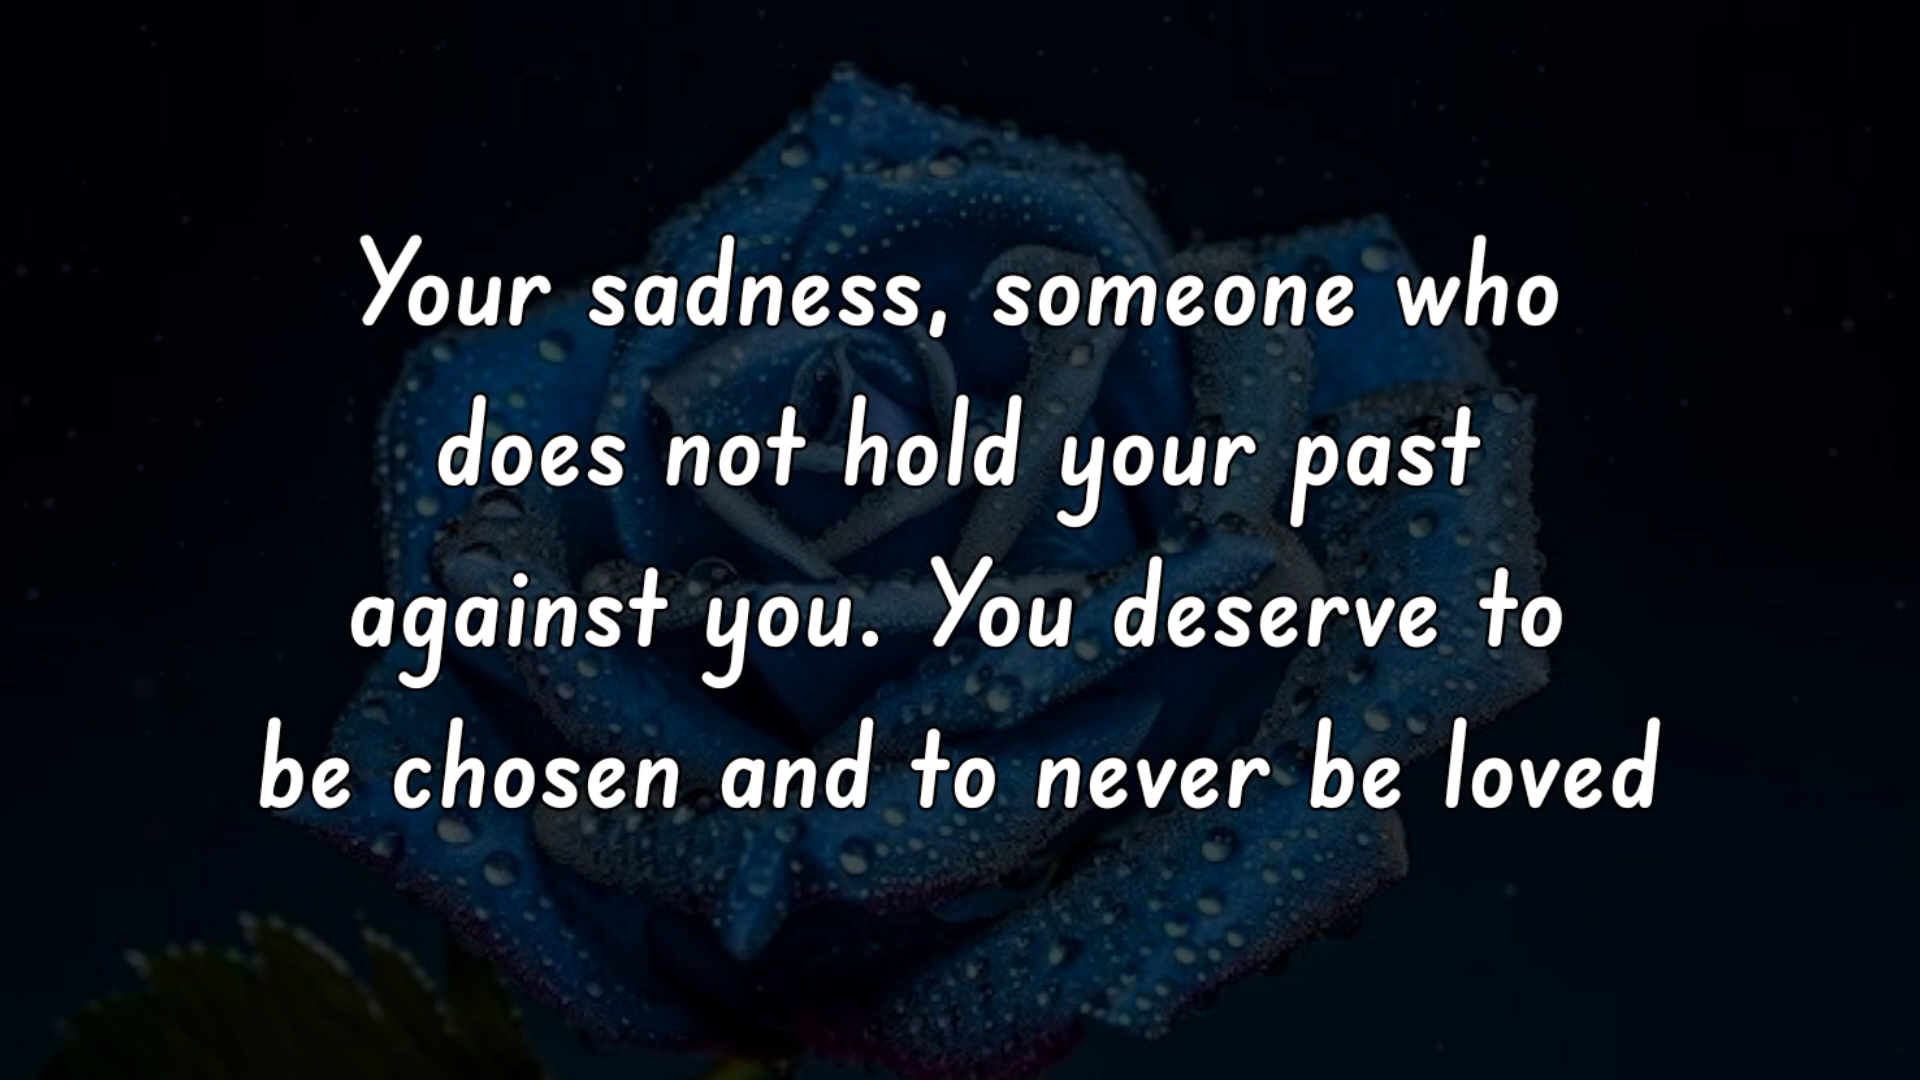 Your sadness, someone who
does not hold your past
against you. You deserve to
be chosen and to never be loved